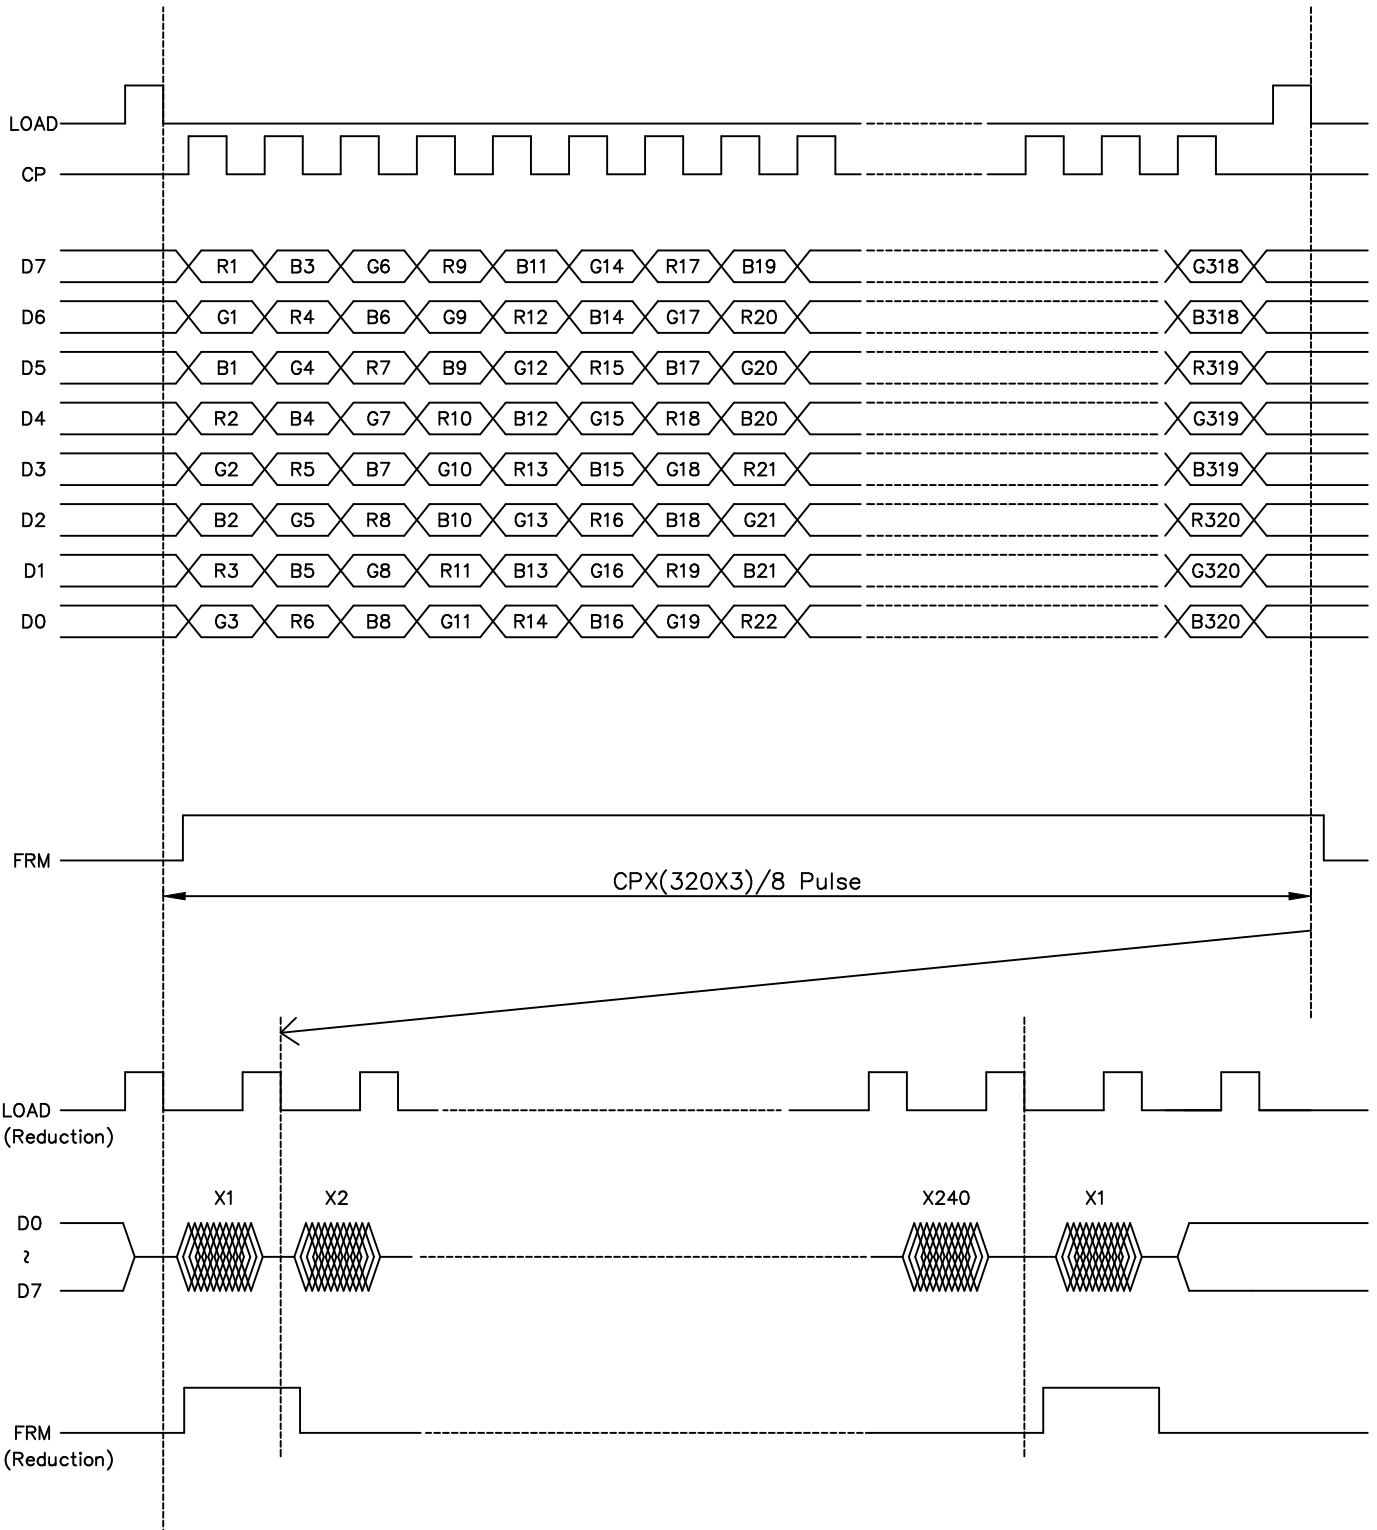 LOAD
CP
D7 R1 B3 G6 R9 B11 G14 R17 B19 G318
D6 G1 R4 B6 G9 R12 B14 G17 R20 B318
D5 B1 G4 R7 B9 G12 R15 B17 G20 R319
D4 R2 B4 G7 R10 B12 G15 R18 B20 G319
D3 G2 R5 B7 G10 R13 B15 G18 R21 B319
D2 B2 G5 R8 B10 G13 R16 B18 G21 R320
D1 R3 B5 G8 R11 B13 G16 R19 B21 G320
D0 G3 R6 B8 G11 R14 B16 G19 R22 B320
FRM
CPX(320X3)/8 Pulse
LOAD
(Reduction)
X1 X2 X240 X1
D0
~
D7
FRM
(Reduction)